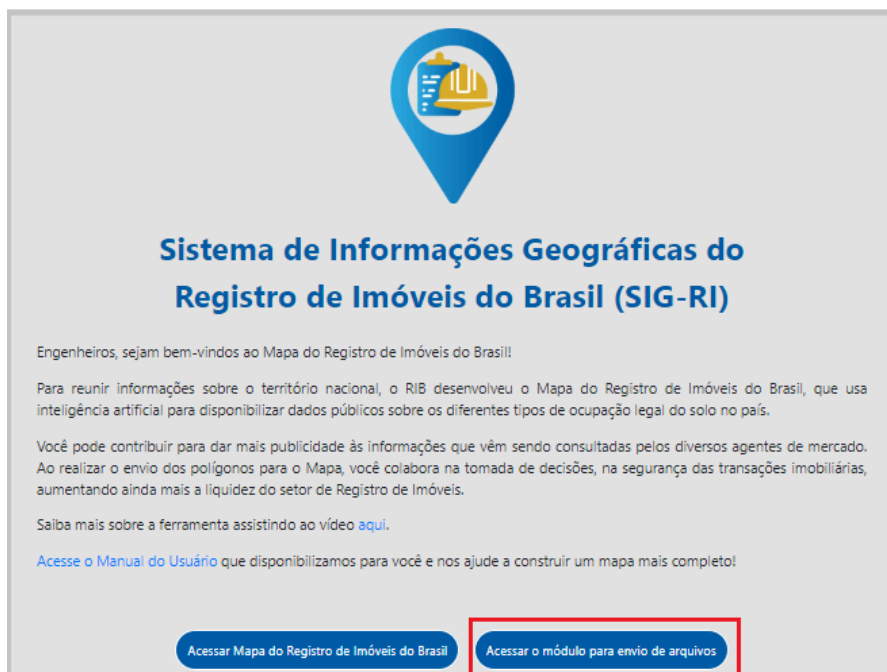 Sistema de Informações Geográficas do
Registro de Imóveis do Brasil (SIG-RI)
Engenheiros, sejam bem-vindos ao Mapa do Registro de Imóveis do Brasil!
Para reunir informações sobre o território nacional, o RIB desenvolveu o Mapa do Registro de Imóveis do Brasil, que usa
inteligência artificial para disponibilizar dados públicos sobre os diferentes tipos de ocupação legal do solo no país.
Você pode contribuir para dar mais publicidade às informações que vêm sendo consultadas pelos diversos agentes de mercado.
Ao realizar o envio dos polígonos para o Mapa, você colabora na tomada de decisões, na segurança das transações imobiliárias,
aumentando ainda mais a liquidez do setor de Registro de Imóveis.
Saiba mais sobre a ferramenta assistindo ao vídeo aqui.
Acesse o Manual do Usuário que disponibilizamos para você e nos ajude a construir um mapa mais completo!
Acessar Mapa do Registro de Imóveis do Brasil
Acessar o módulo para envio de arquivos